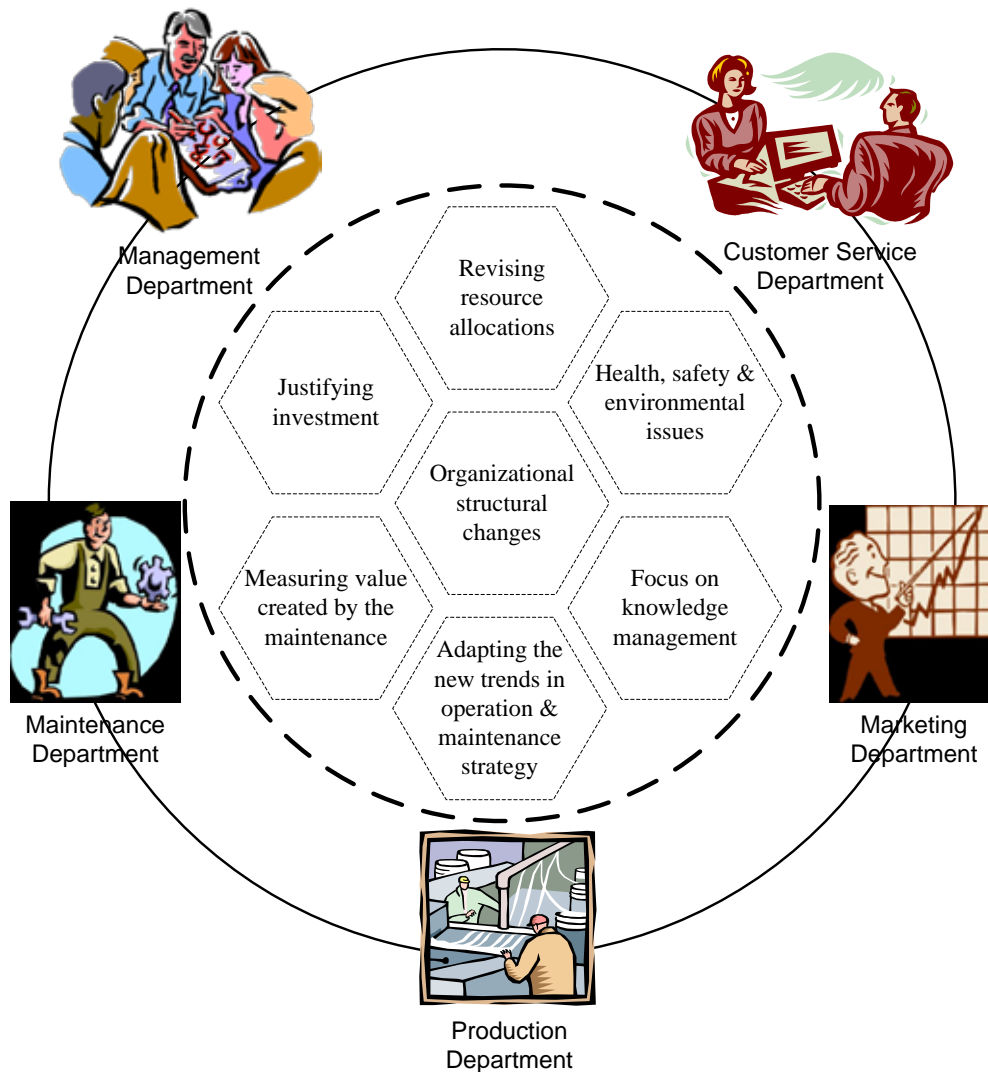 Management
Department
Customer Service
Department
Revising
resource
allocations
Justifying
investment
Health, safety &
environmental
issues
Organizational
structural
changes
Measuring value
created by the
maintenance
Focus on
knowledge
management
Adapting the
new trends in
operation &
maintenance
strategy
Maintenance
Department
Marketing
Department
Production
Department